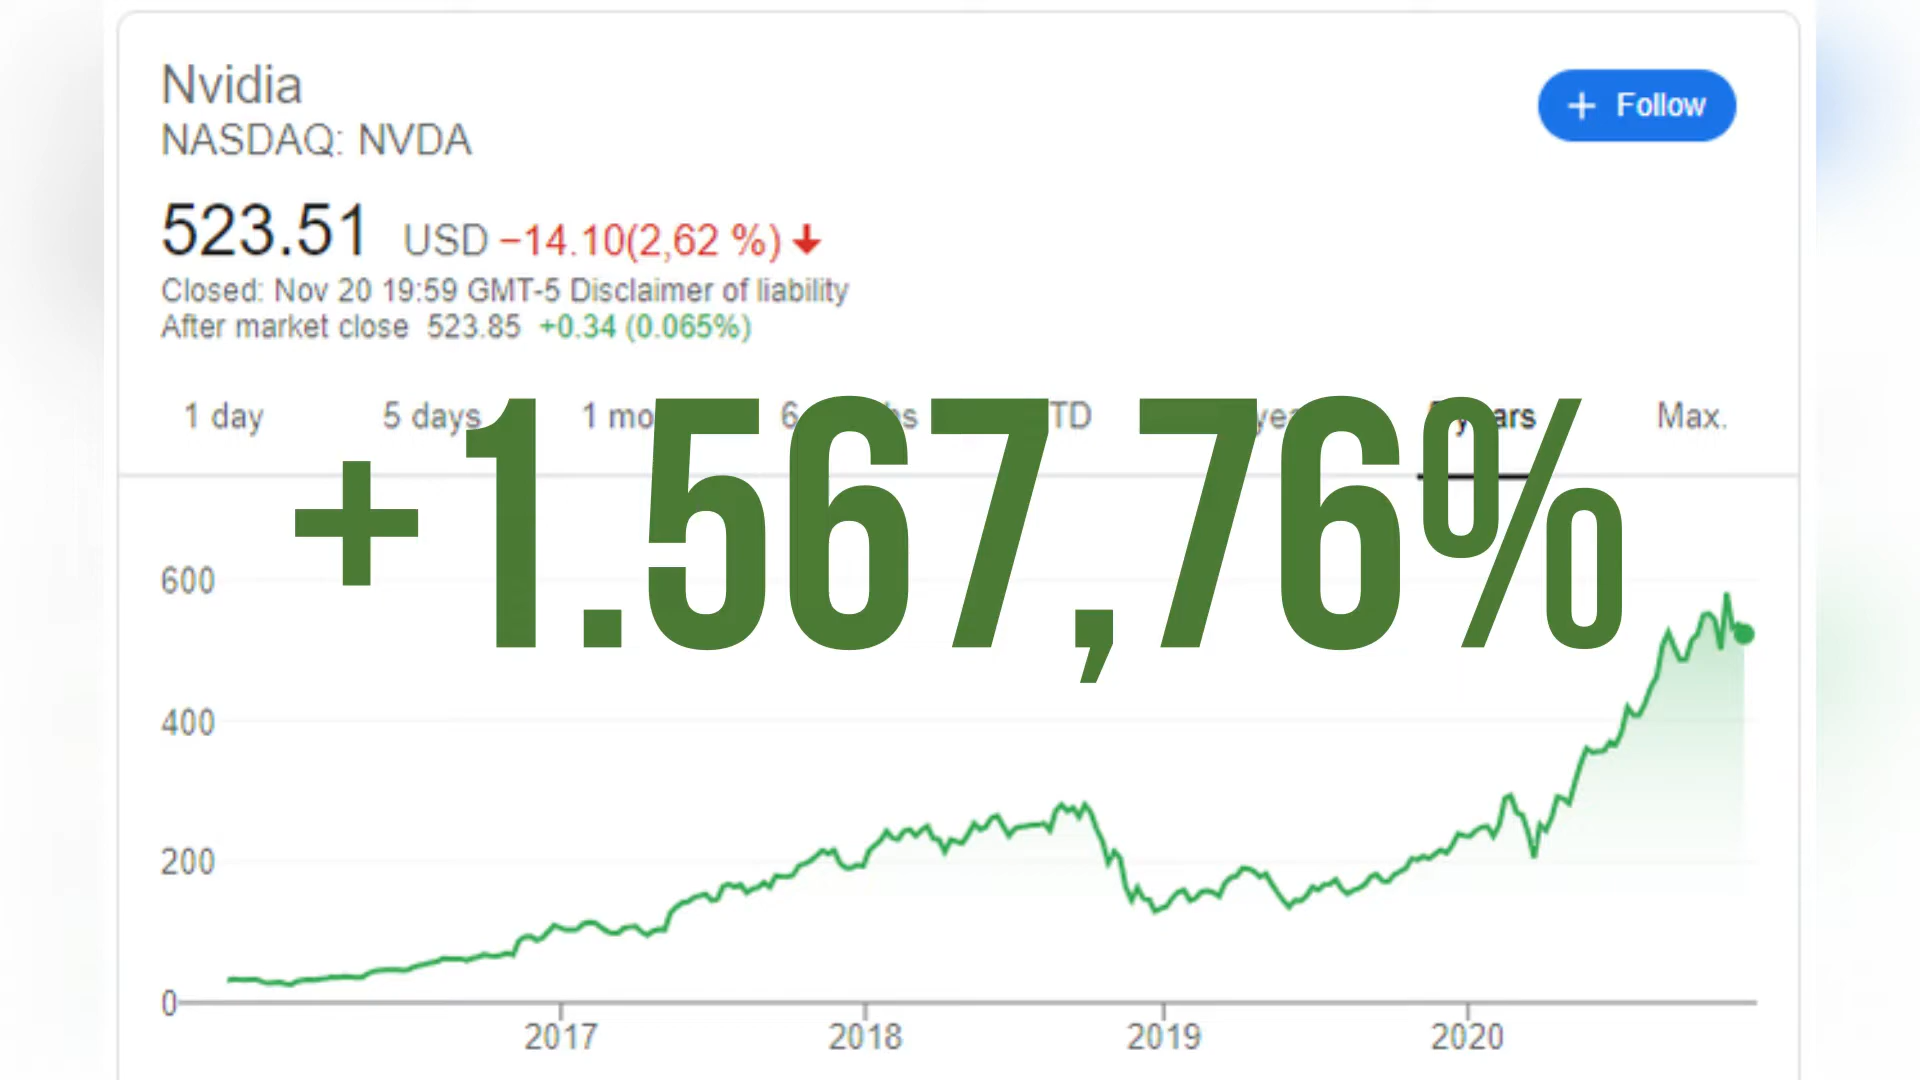 Nvidia
+ Follow
NASDAQ: NVDA
523.51 USD −14.10(2,62 %) ↓
Closed: Nov 20 19:59 GMT-5 Disclaimer of liability
After market close 523.85 +0.34 (0.065%)
1 day 5 days 1 mo Max.
+1.567,76%
600
400
200
0
2017 2018 2019 2020